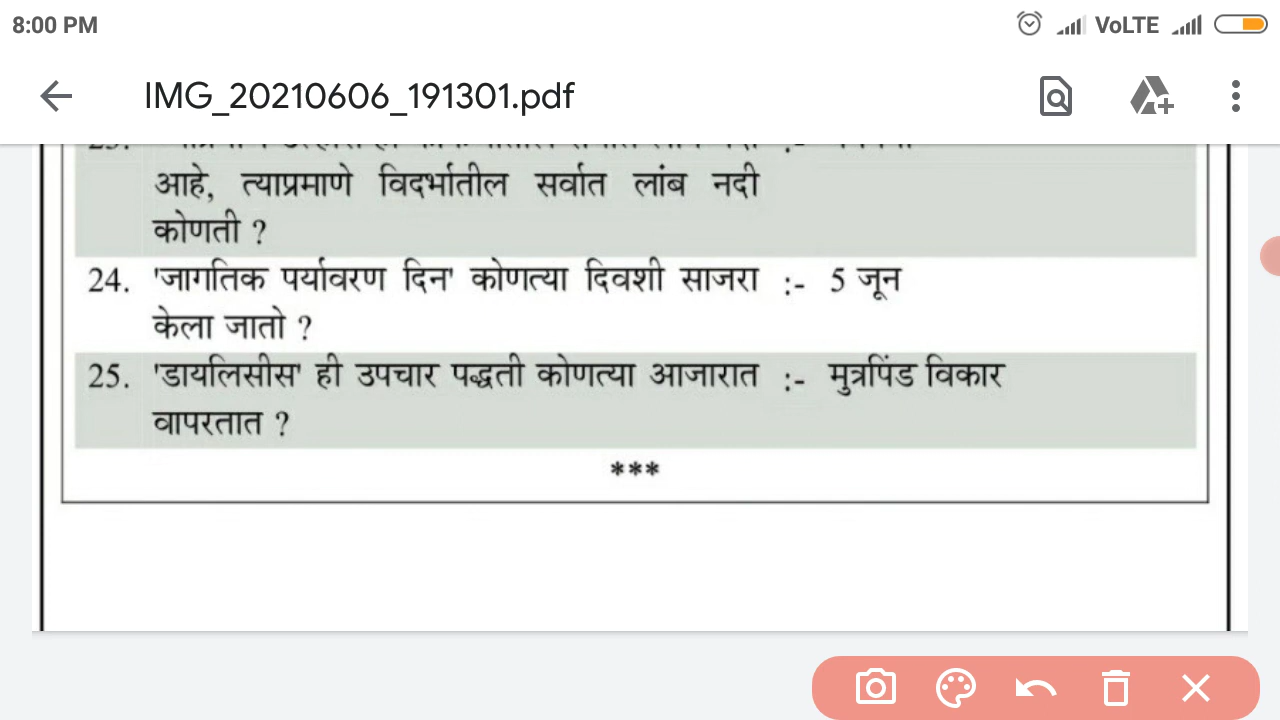 8:00 PM VoLTE
IMG_20210606_191301.pdf
आहे, त्याप्रमाणे विदर्भातील सर्वात लांब नदी
कोणती ?
24. 'जागतिक पर्यावरण दिन' कोणत्या दिवशी साजरा :- 5 जून
केला जातो ?
25. 'डायलिसीस' ही उपचार पद्धती कोणत्या आजारात :- मुत्रपिंड विकार
वापरतात ?
***